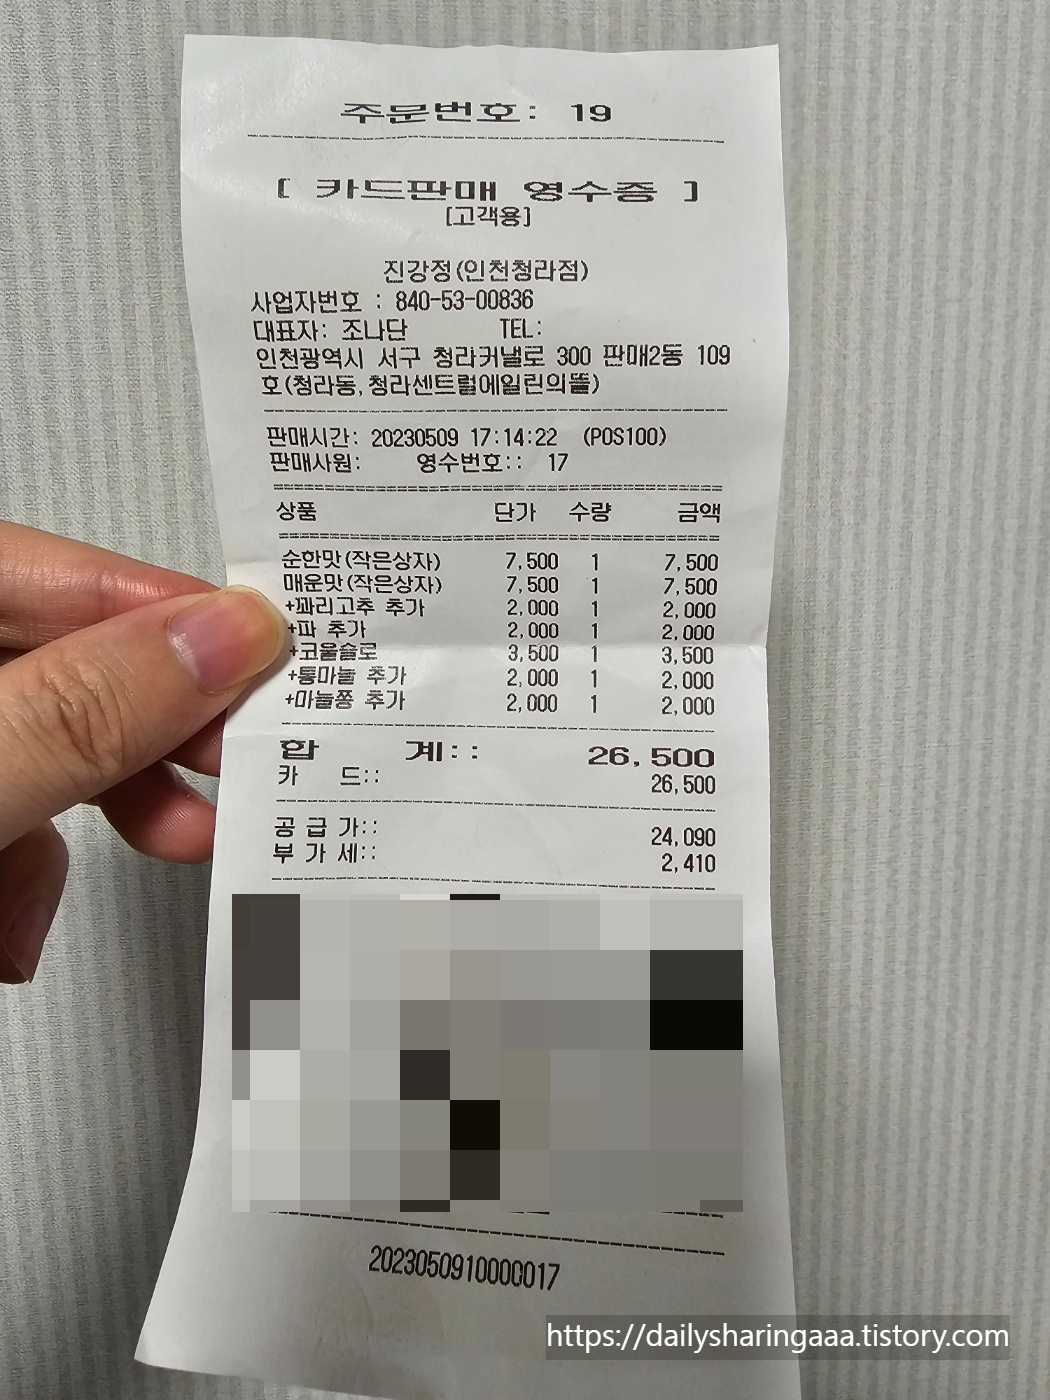 주문번호: 19
[ 카드판매 영수증 ]
[고객용]
진강정(인천청라점)
사업자번호 : 840-53-00836
대표자: 조나단 TEL:
인천광역시 서구 청라커낼로 300 판매2동 109
호(청라동,청라센트럴에일린의뜰)
판매시간: 20230509 17:14:22 (POS100)
판매사원: 영수번호:: 17
상품 단가 수량 금액
순한맛(작은상자) 7,500 1 7,500
매운맛(작은상자) 7,500 1 7,500
+꽈리고추 추가 2,000 1 2,000
+파 추가 2,000 1 2,000
+코울슬로 3,500 1 3,500
+통마늘 추가 2,000 1 2,000
+마늘쫑 추가 2,000 1 2,000
합 계:: 26,500
카 드:: 26,500
공 급 가:: 24,090
부 가 세:: 2,410
2023050910000017
https://dailysharingaaa.tistory.com